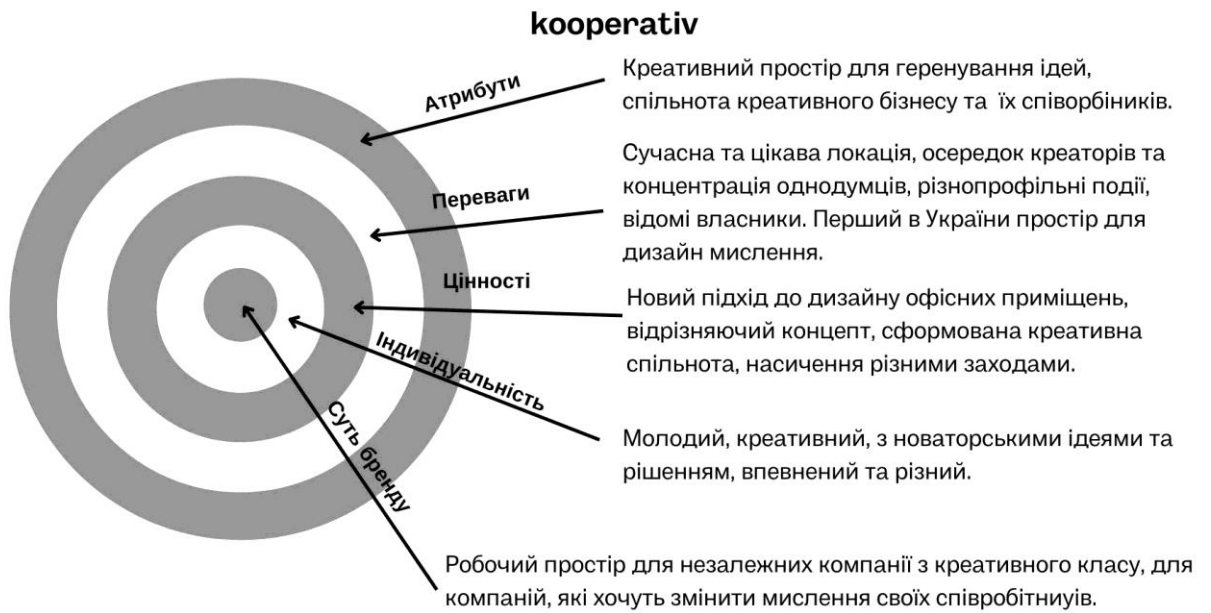 kooperativ
Атрибути
Креативний простір для геренування ідей,
спільнота креативного бізнесу та їх співорбіників.
Переваги
Сучасна та цікава локація, осередок креаторів та
концентрація однодумців, різнопрофільні події,
відомі власники. Перший в Україні простір для
дизайн мислення.
Цінності
Новий підхід до дизайну офісних приміщень,
відрізняючий концепт, сформована креативна
спільнота, насичення різними заходами.
Індивідуальність
Молодий, креативний, з новаторськими ідеями та
рішенням, впевнений та різний.
Суть бренду
Робочий простір для незалежних компанії з креативного класу, для
компаній, які хочуть змінити мислення своїх співробітниуів.